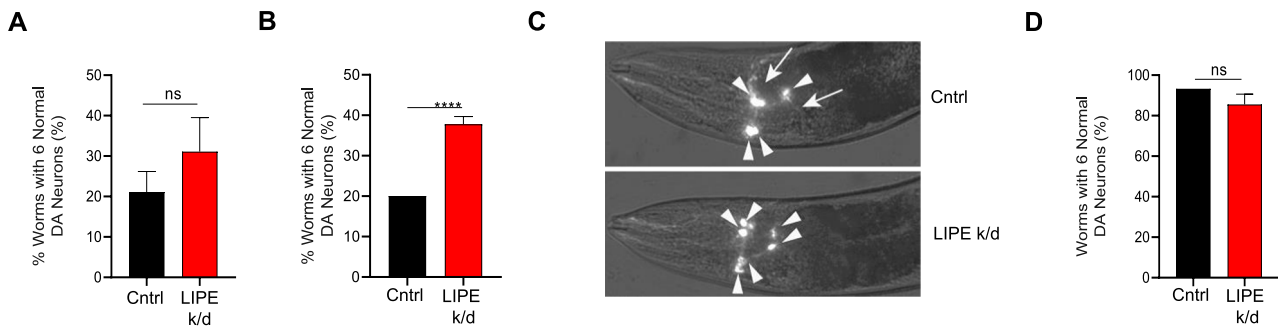 A
% Worms with 6 Normal
DA Neurons (%)
50
40
30
20
10
0
ns
Cntrl
LIPE
k/d
B
% Worms with 6 Normal
DA Neurons (%)
50
40
30
20
10
0
****
Cntrl
LIPE
k/d
C
Cntrl
LIPE k/d
D
Worms with 6 Normal
DA Neurons (%)
100
80
60
40
20
0
ns
Cntrl
LIPE
k/d